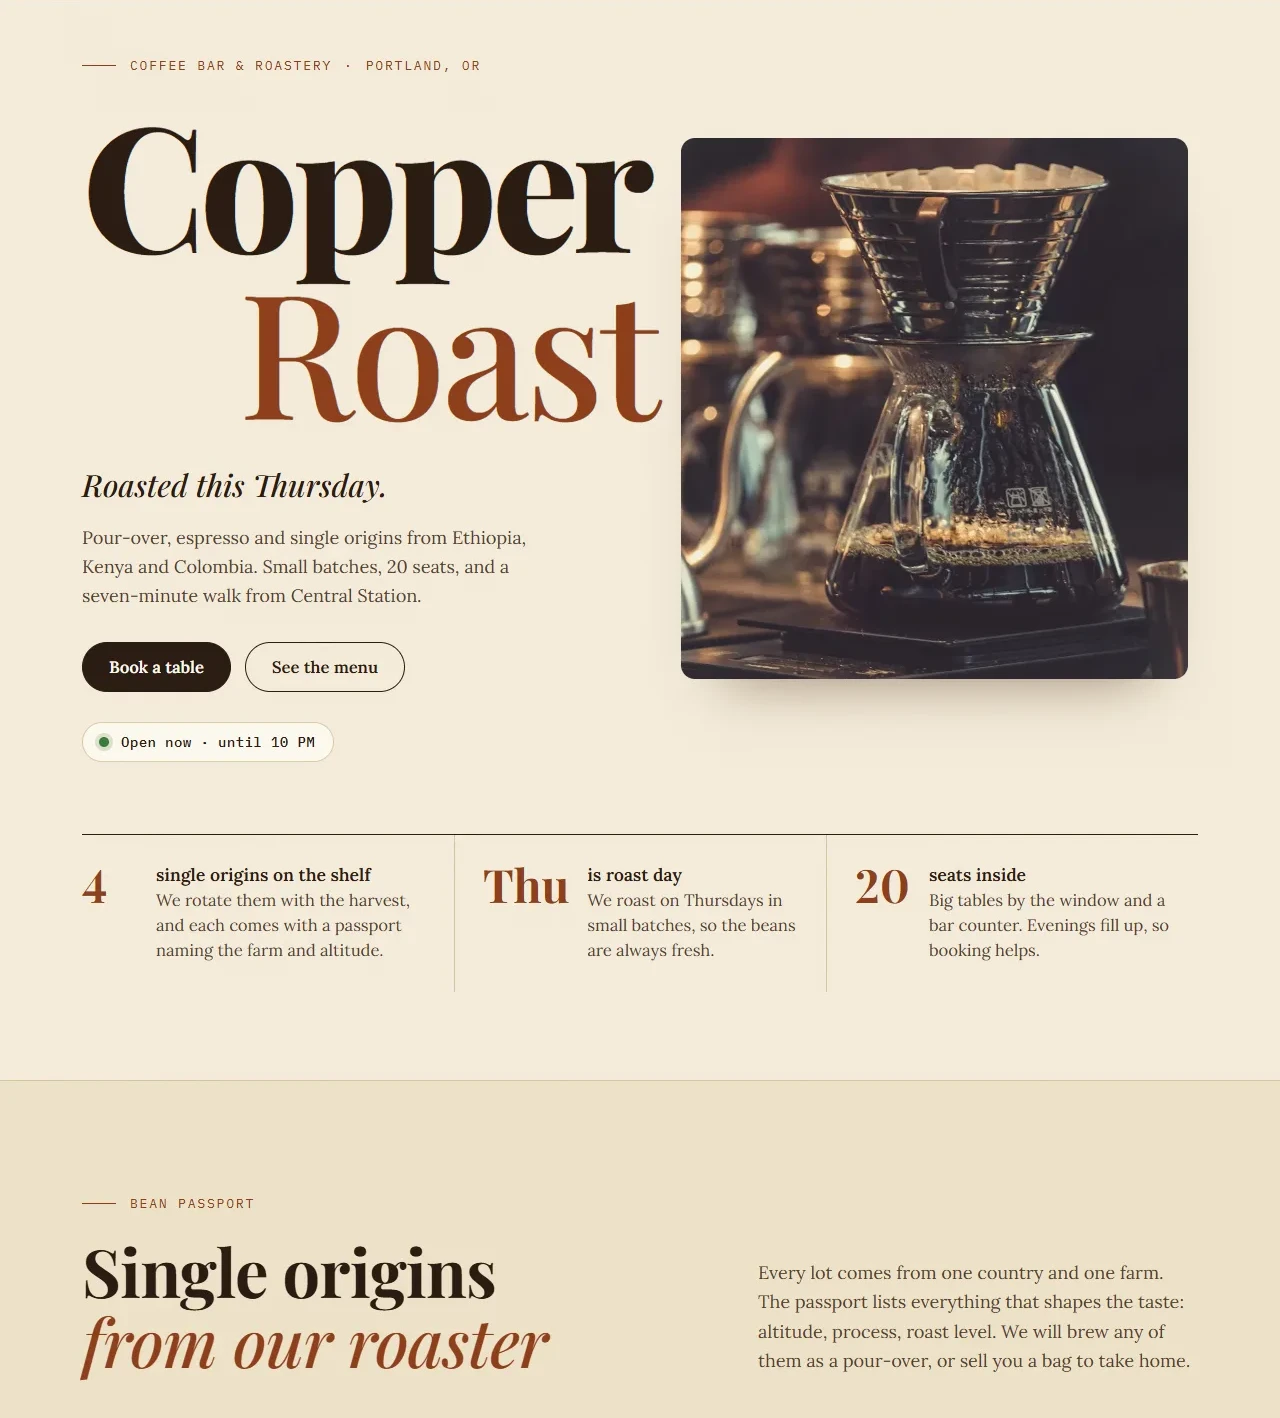 COFFEE BAR & ROASTERY · PORTLAND, OR
Copper
Roast
Roasted this Thursday.
Pour-over, espresso and single origins from Ethiopia,
Kenya and Colombia. Small batches, 20 seats, and a
seven-minute walk from Central Station.
Book a table
See the menu
Open now · until 10 PM
4
single origins on the shelf
We rotate them with the harvest,
and each comes with a passport
naming the farm and altitude.
Thu
is roast day
We roast on Thursdays in
small batches, so the beans
are always fresh.
20
seats inside
Big tables by the window and a
bar counter. Evenings fill up, so
booking helps.
BEAN PASSPORT
Single origins
from our roaster
Every lot comes from one country and one farm.
The passport lists everything that shapes the taste:
altitude, process, roast level. We will brew any of
them as a pour-over, or sell you a bag to take home.